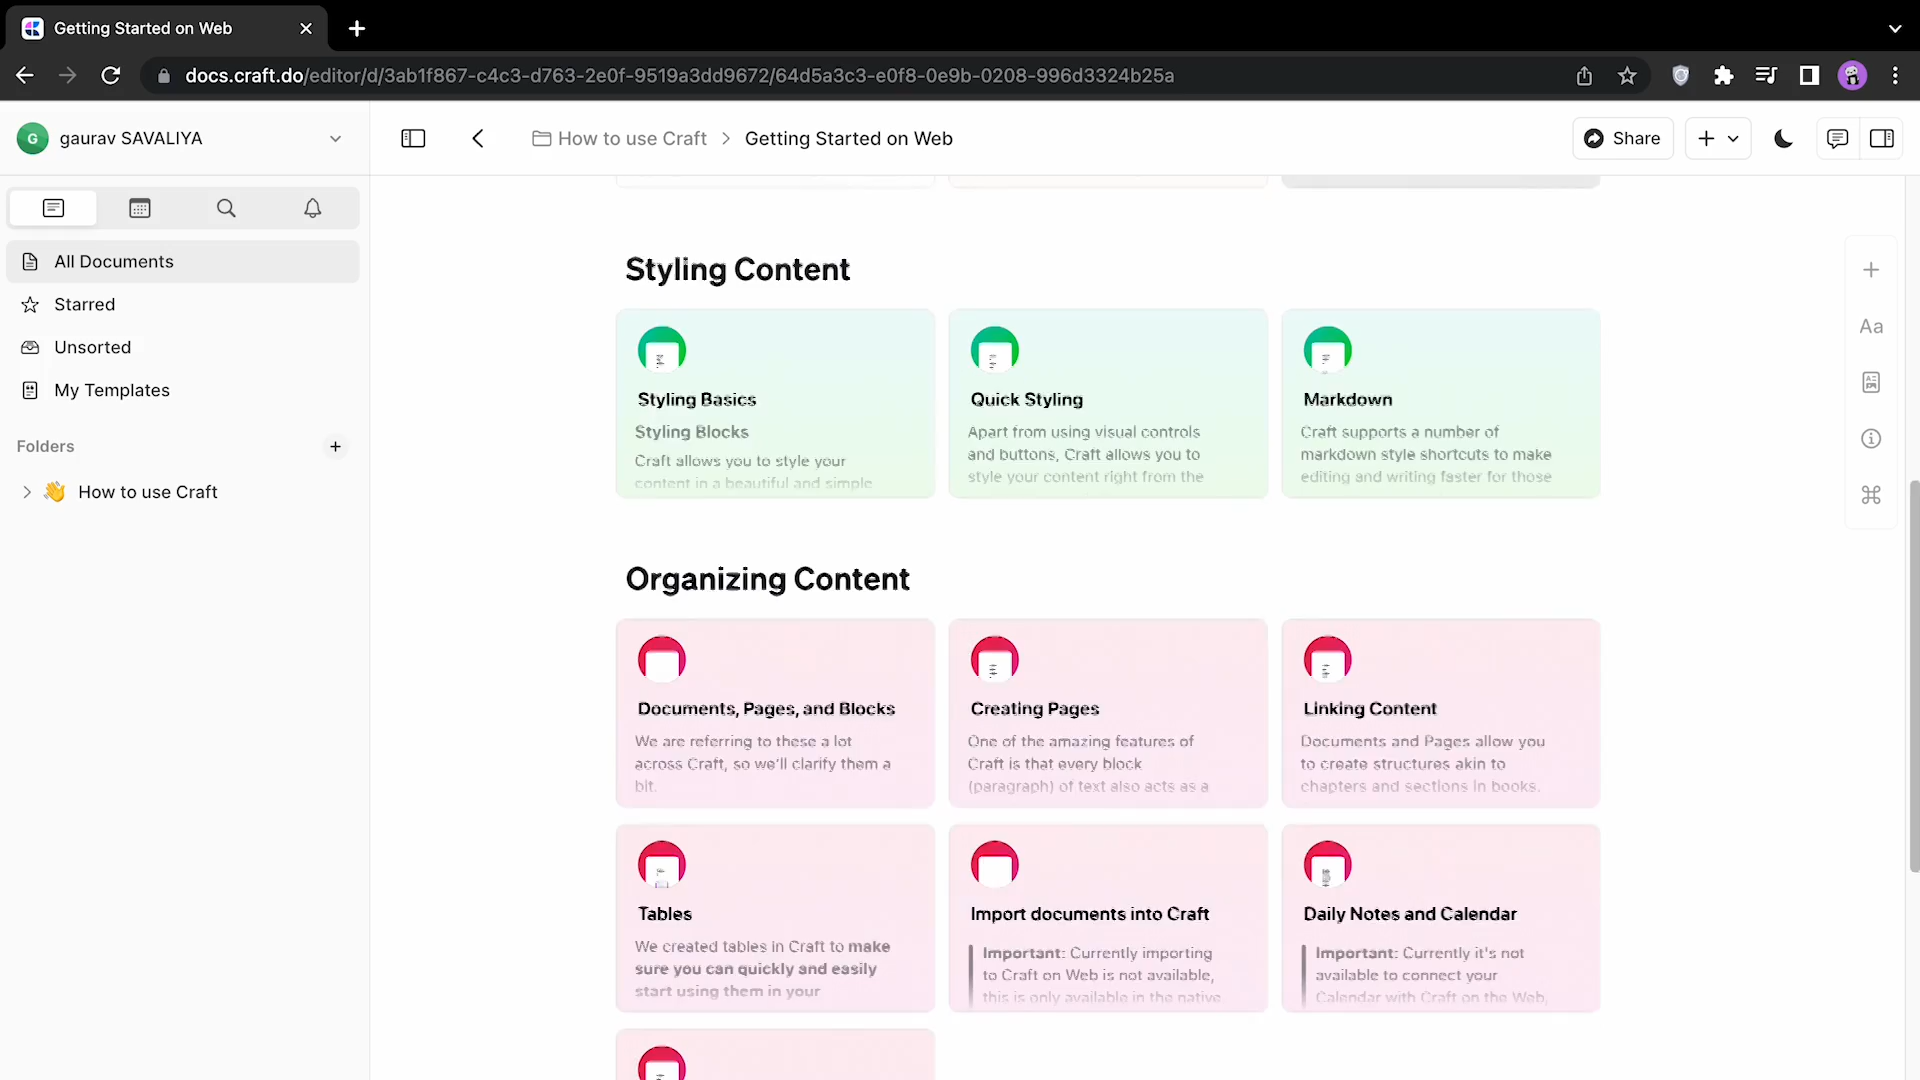 Getting Started on Web
docs.craft.do/editor/d/3ab1f867-c4c3-d763-2e0f-9519a3dd9672/64d5a3c3-e0f8-0e9b-0208-996d3324b25a
G
gaurav SAVALIYA
How to use Craft
Getting Started on Web
Share
All Documents
Starred
Unsorted
My Templates
Folders
How to use Craft
Aa
Styling Content
Styling Basics
Styling Blocks
Craft allows you to style your
content in a beautiful and simple
Quick Styling
Apart from using visual controls
and buttons, Craft allows you to
style your content right from the
Markdown
Craft supports a number of
markdown style shortcuts to make
editing and writing faster for those
Organizing Content
Documents, Pages, and Blocks
We are referring to these a lot
across Craft, so we'll clarify them a
bit.
Creating Pages
One of the amazing features of
Craft is that every block
(paragraph) of text also acts as a
Linking Content
Documents and Pages allow you
to create structures akin to
chapters and sections in books.
Tables
We created tables in Craft to make
sure you can quickly and easily
start using them in your
Import documents into Craft
Important: Currently importing
to Craft on Web is not available,
this is only available in the native
Daily Notes and Calendar
Important: Currently it's not
available to connect your
Calendar with Craft on the Web,